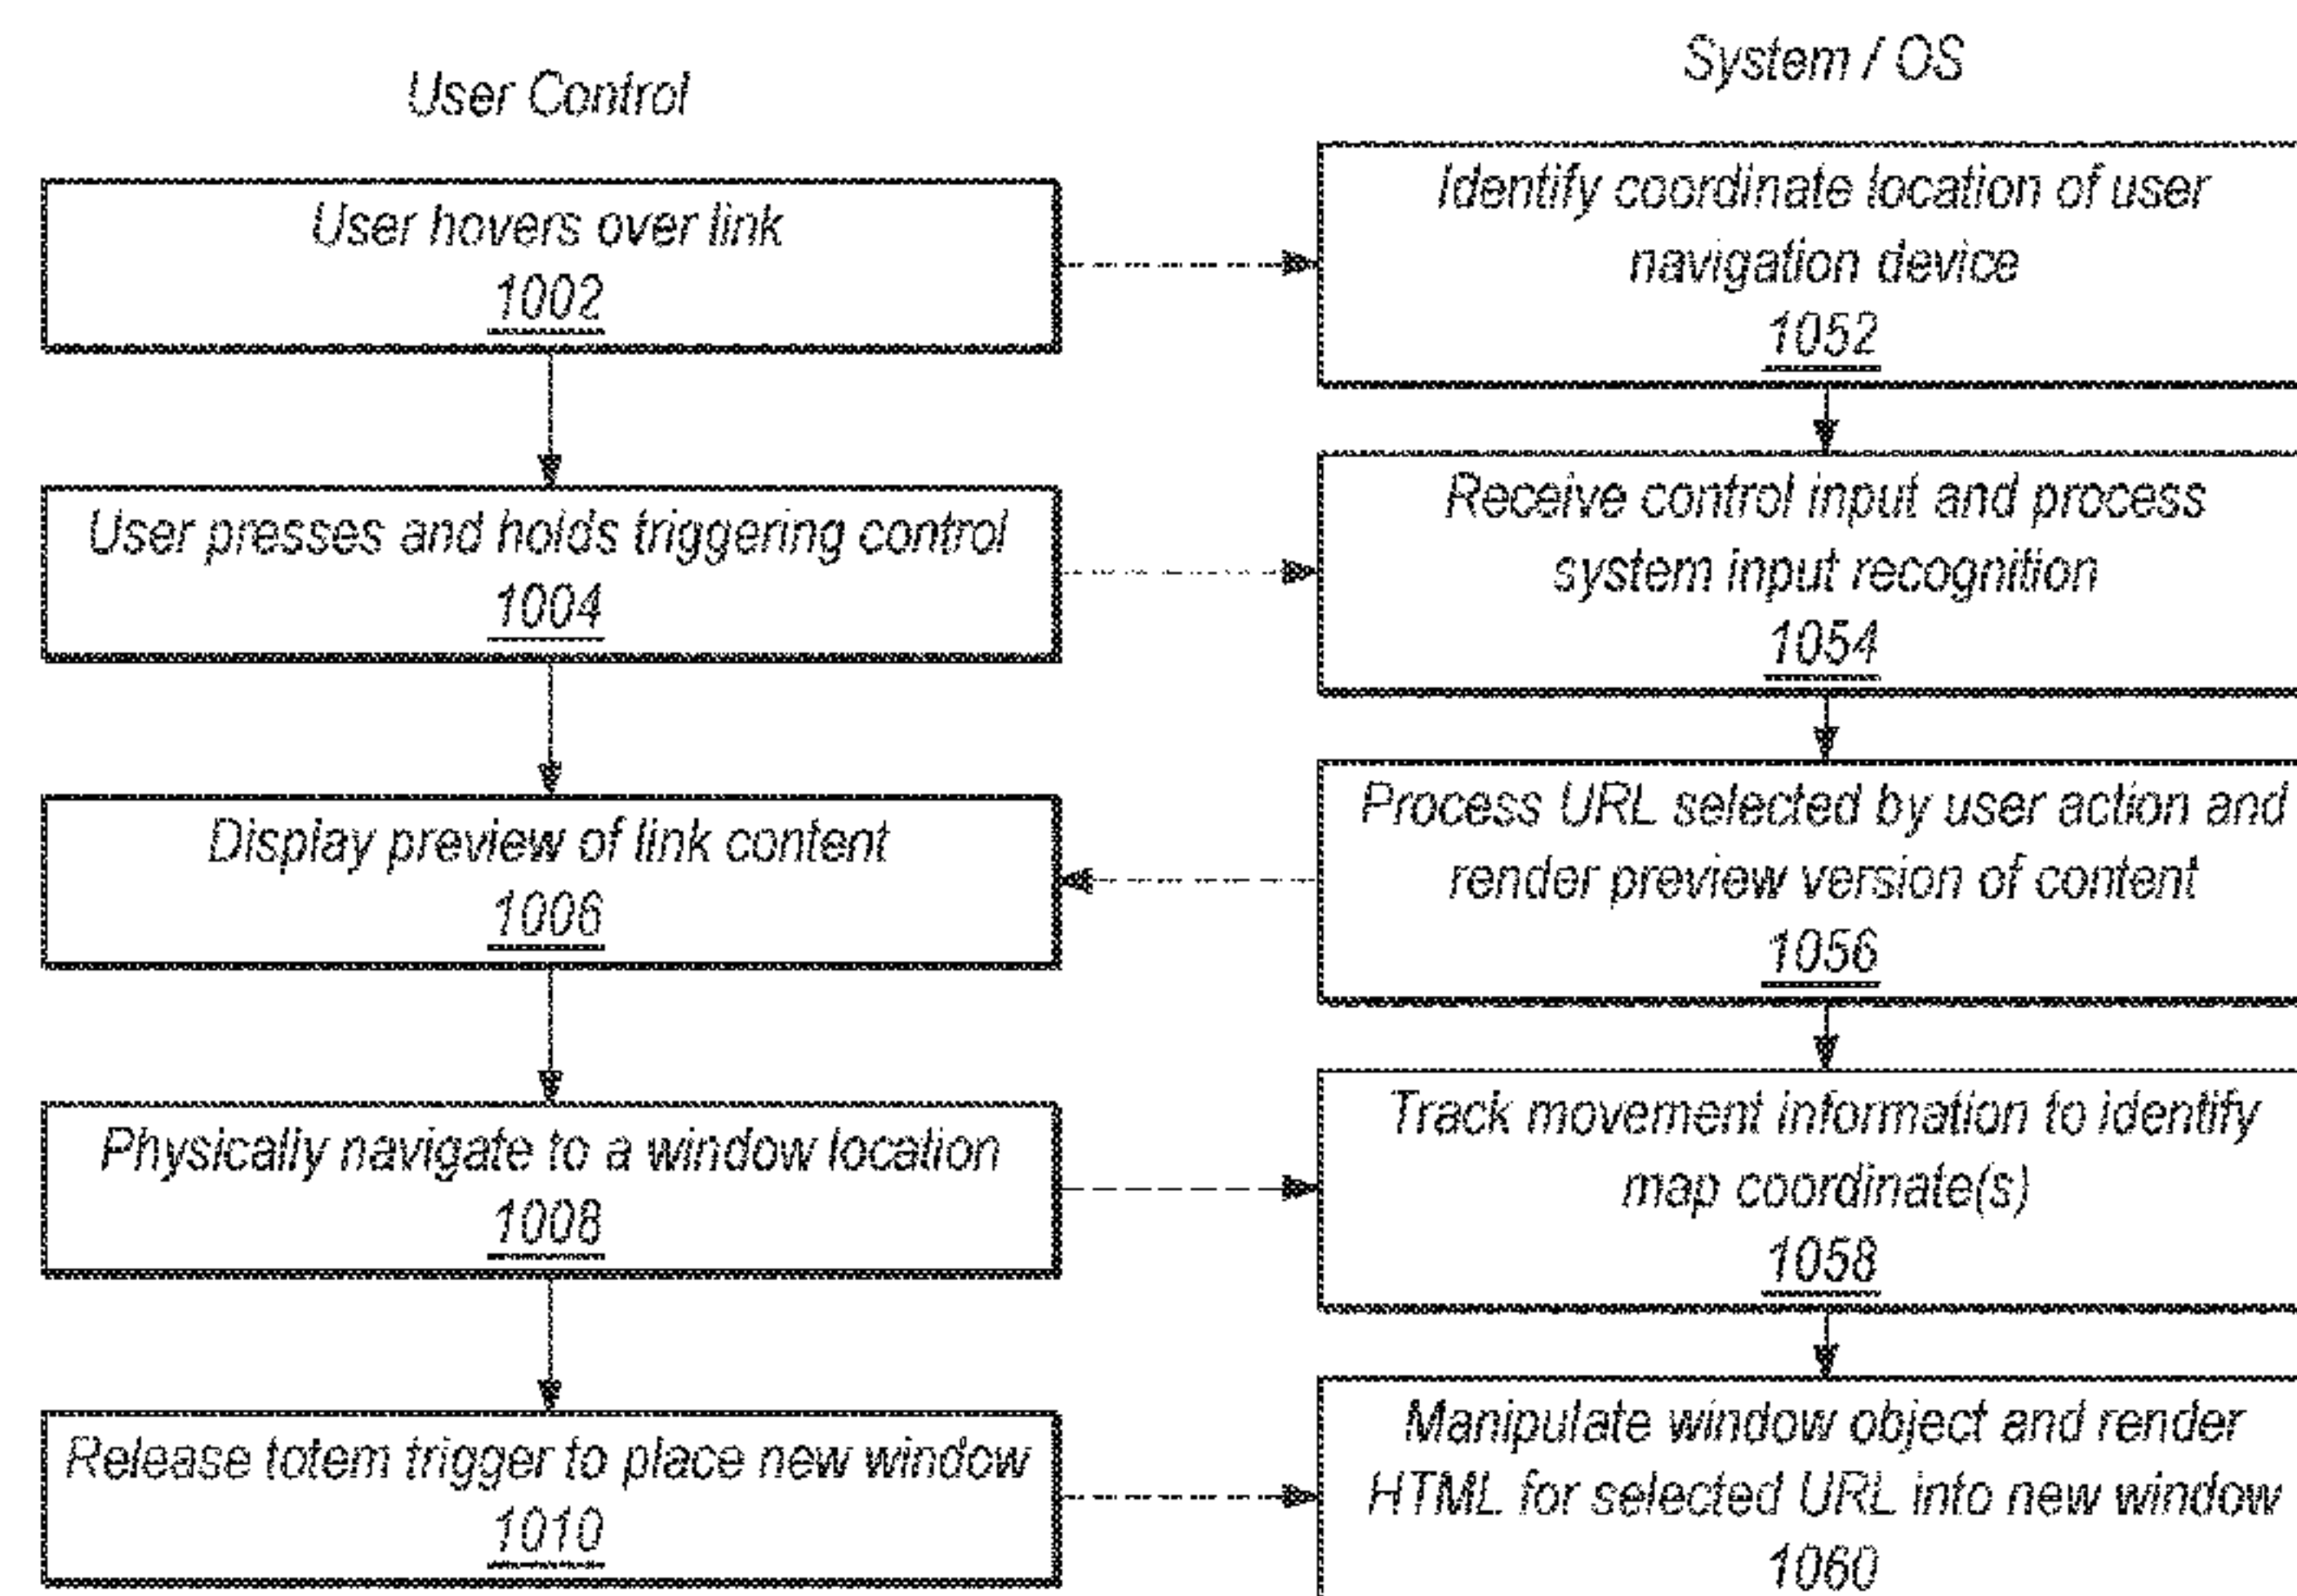 User Control
User hovers over link
1002
User presses and holds triggering control
1004
Display preview of link content
1006
Physically navigate to a window location
1008
Release totem trigger to place new window
1010
System / OS
Identify coordinate location of user
navigation device
1052
Receive control input and process
system input recognition
1054
Process URL selected by user action and
render preview version of content
1056
Track movement information to identify
map coordinate(s)
1058
Manipulate window object and render
HTML for selected URL into new window
1060